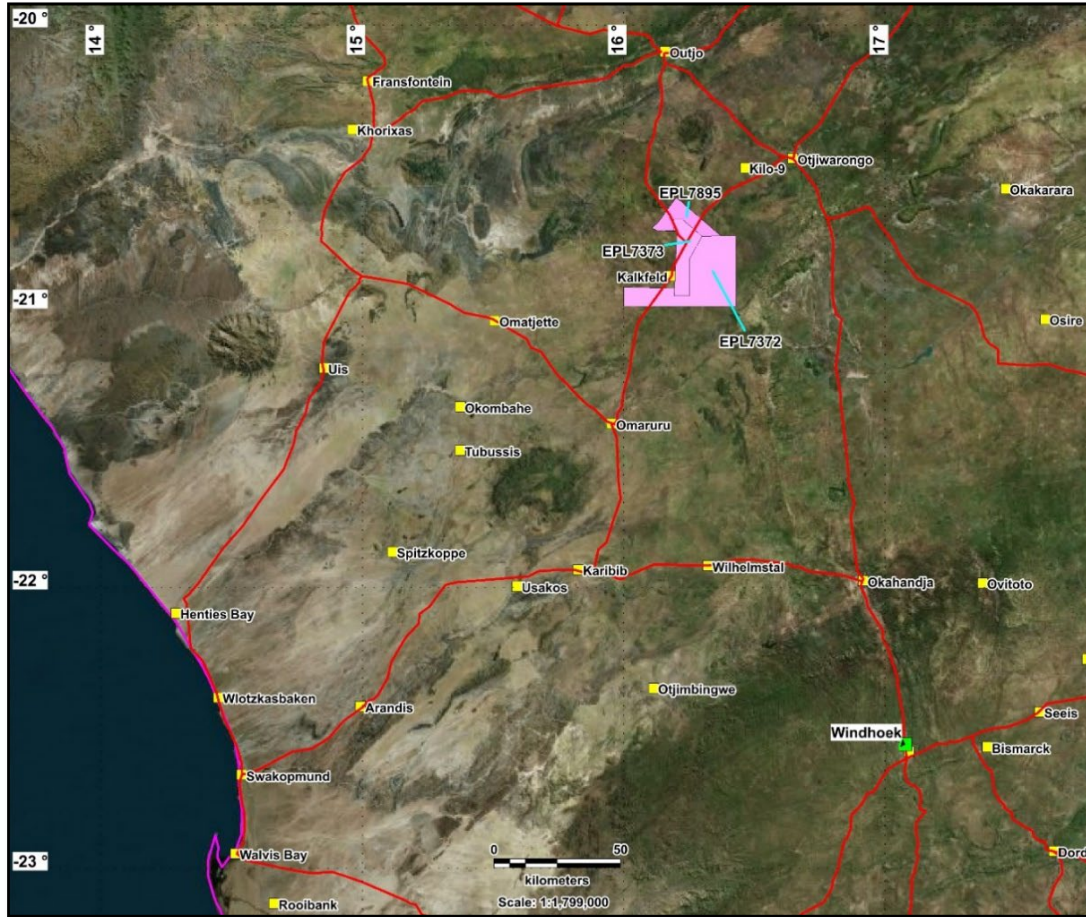 -20 °
14 °
15 °
16 °
17 °
Outjo
Fransfontein
Khorixas
Otjiwarongo
Kilo-9
Okakarara
EPL7895
EPL7373
Kalkfeld
-21 °
Omatjette
Osire
EPL7372
Uis
Okombahe
Omaruru
Tubussis
Spitzkoppe
Karibib
Wilhelmstal
-22 °
Usakos
Okahandja
Ovitoto
Henties Bay
Otjimbingwe
Wlotzkasbaken
Arandis
Seeis
Windhoek
Bismarck
Swakopmund
0
50
Walvis Bay
Dord
-23 °
kilometers
Scale: 1:1,799,000
Rooibank